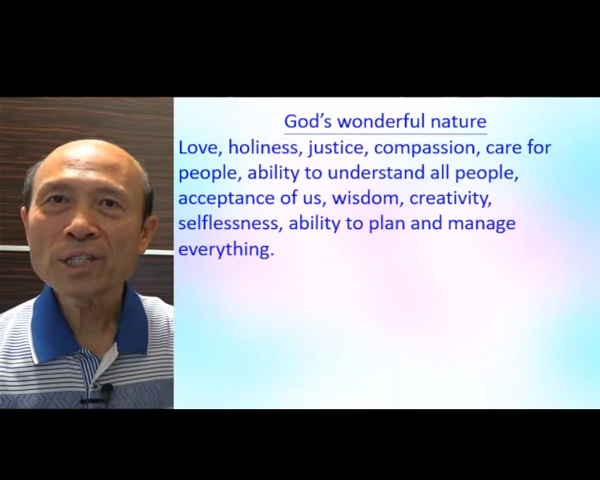 God’s wonderful nature
Love, holiness, justice, compassion, care for
people, ability to understand all people,
acceptance of us, wisdom, creativity,
selflessness, ability to plan and manage
everything.